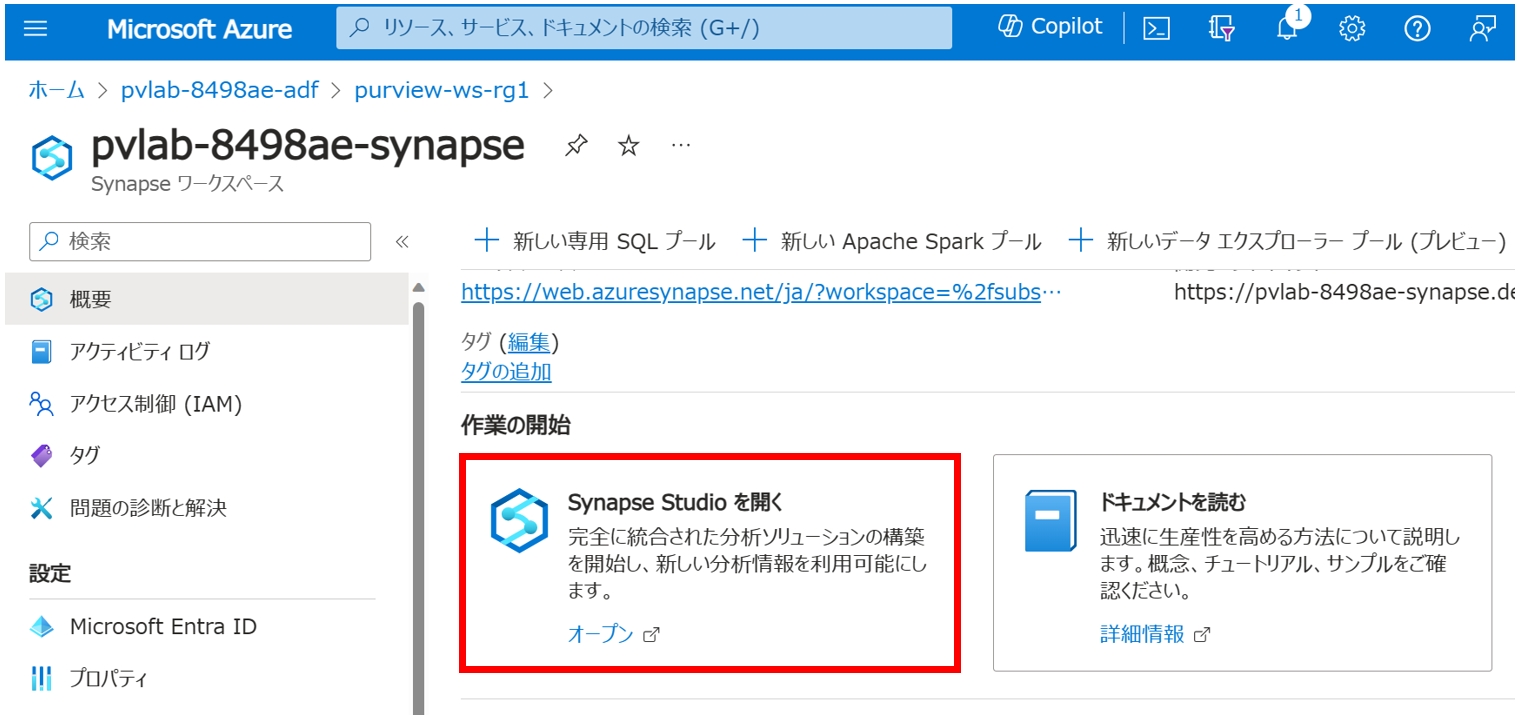 Microsoft Azure
リソース、サービス、ドキュメントの検索 (G+/)
Copilot
1
ホーム > pvlab-8498ae-adf > purview-ws-rg1 >
pvlab-8498ae-synapse
Synapse ワークスペース
検索
概要
アクティビティ ログ
アクセス制御 (IAM)
タグ
問題の診断と解決
設定
Microsoft Entra ID
プロパティ
新しい専用 SQL プール
新しい Apache Spark プール
新しいデータ エクスプローラー プール (プレビュー)
https://web.azuresynapse.net/ja/?workspace=%2fsubs…
https://pvlab-8498ae-synapse.de
タグ (編集)
タグの追加
作業の開始
Synapse Studio を開く
完全に統合された分析ソリューションの構築
を開始し、新しい分析情報を利用可能にし
ます。
オープン
ドキュメントを読む
迅速に生産性を高める方法について説明し
ます。概念、チュートリアル、サンプルをご確
認ください。
詳細情報